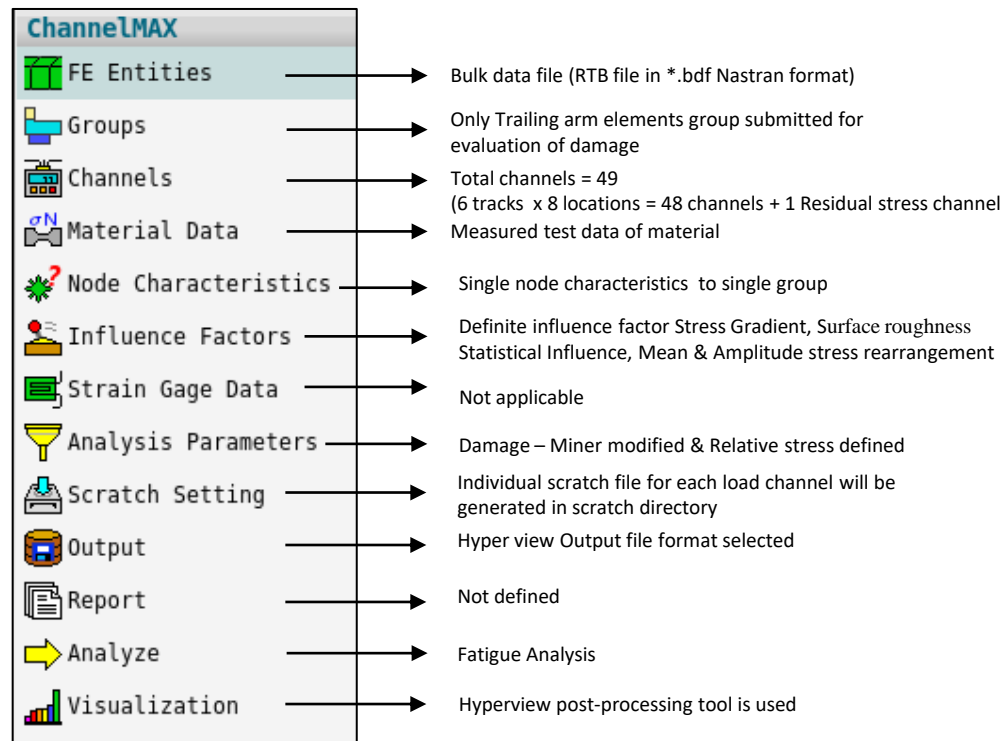 ChannelMAX
FE Entities
Bulk data file (RTB file in *.bdf Nastran format)
Groups
Only Trailing arm elements group submitted for
evaluation of damage
Channels
Total channels = 49
(6 tracks x 8 locations = 48 channels + 1 Residual stress channel
σN
Material Data
Measured test data of material
?
Node Characteristics
Single node characteristics to single group
Influence Factors
Definite influence factor Stress Gradient, Surface roughness
Statistical Influence, Mean & Amplitude stress rearrangement
Strain Gage Data
Not applicable
Analysis Parameters
Damage – Miner modified & Relative stress defined
Scratch Setting
Individual scratch file for each load channel will be
generated in scratch directory
Output
Hyper view Output file format selected
Report
Not defined
Analyze
Fatigue Analysis
Visualization
Hyperview post-processing tool is used